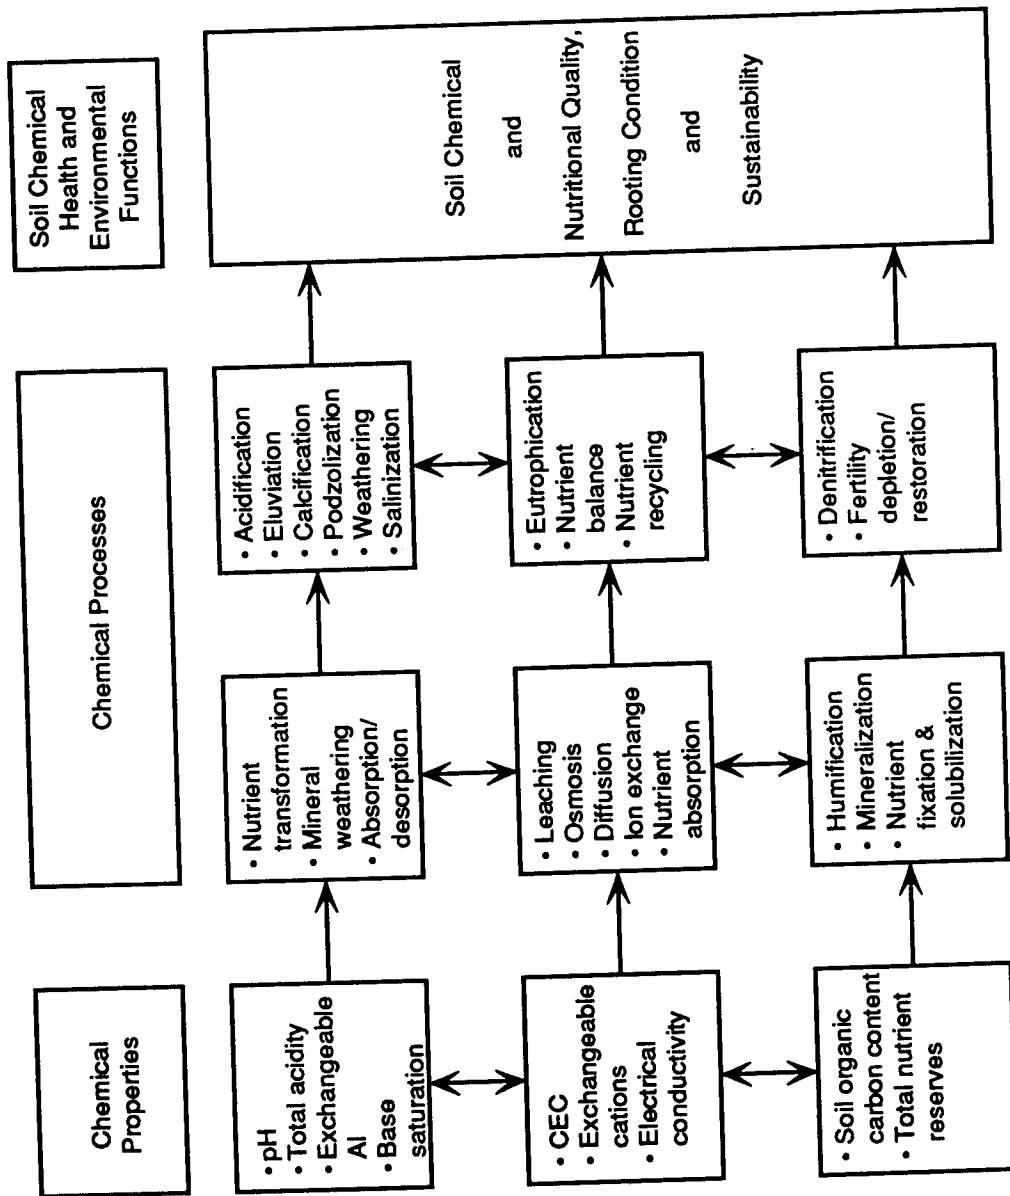 Chemical
Properties
Chemical Processes
Soil Chemical
Health and
Environmental
Functions
• pH
• Total acidity
• Exchangeable
Al
• Base
saturation
• Nutrient
transformation
• Mineral
weathering
• Absorption/
desorption
• Acidification
• Eluviation
• Calcification
• Podzolization
• Weathering
• Salinization
• CEC
• Exchangeable
cations
• Electrical
conductivity
• Leaching
• Osmosis
• Diffusion
• Ion exchange
• Nutrient
absorption
• Eutrophication
• Nutrient
balance
• Nutrient
recycling
• Soil organic
carbon content
• Total nutrient
reserves
• Humification
• Mineralization
• Nutrient
fixation &
solubilization
• Denitrification
• Fertility
depletion/
restoration
Soil Chemical
and
Nutritional Quality,
Rooting Condition
and
Sustainability